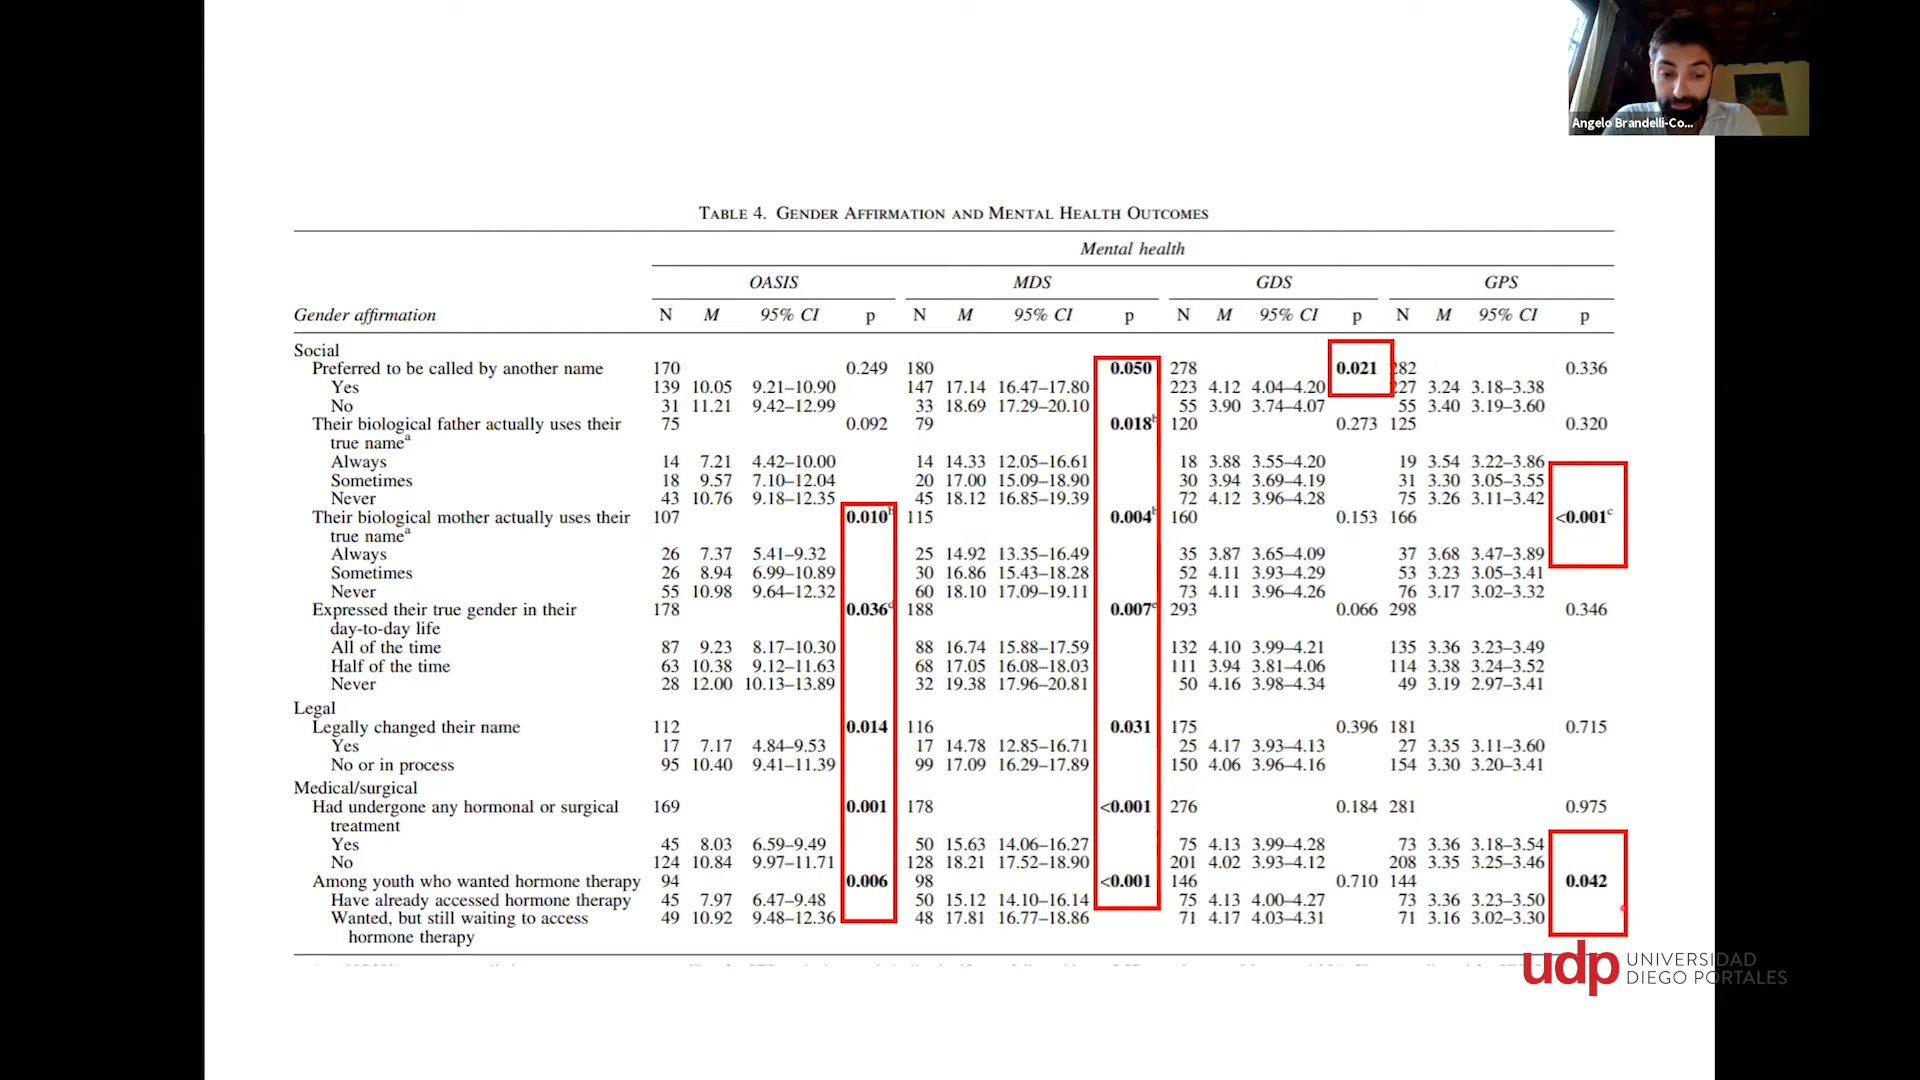 Angelo Brandelli-Co...
TABLE 4. GENDER AFFIRMATION AND MENTAL HEALTH OUTCOMES
Mental health
OASIS MDS GDS GPS
Gender affirmation N M 95% CI p N M 95% CI p N M 95% CI p N M 95% CI p
Social
Preferred to be called by another name 170 0.249 180 0.050 278 0.021 282 0.336
Yes 139 10.05 9.21–10.90 147 17.14 16.47–17.80 223 4.12 4.04–4.20 227 3.24 3.18–3.38
No 31 11.21 9.42–12.99 33 18.69 17.29–20.10 55 3.90 3.74–4.07 55 3.40 3.19–3.60
Their biological father actually uses their 75 0.092 79 0.018b 120 0.273 125 0.320
true namea
Always 14 7.21 4.42–10.00 14 14.33 12.05–16.61 18 3.88 3.55–4.20 19 3.54 3.22–3.86
Sometimes 18 9.57 7.10–12.04 20 17.00 15.09–18.90 30 3.94 3.69–4.19 31 3.30 3.05–3.55
Never 43 10.76 9.18–12.35 45 18.12 16.85–19.39 72 4.12 3.96–4.28 75 3.26 3.11–3.42
Their biological mother actually uses their 107 0.010b 115 0.004b 160 0.153 166 <0.001c
true namea
Always 26 7.37 5.41–9.32 25 14.92 13.35–16.49 35 3.87 3.65–4.09 37 3.68 3.47–3.89
Sometimes 26 8.94 6.99–10.89 30 16.86 15.43–18.28 52 4.11 3.93–4.29 53 3.23 3.05–3.41
Never 55 10.98 9.64–12.32 60 18.10 17.09–19.11 73 4.11 3.96–4.26 76 3.17 3.02–3.32
Expressed their true gender in their 178 0.036d 188 0.007e 293 0.066 298 0.346
day-to-day life
All of the time 87 9.23 8.17–10.30 88 16.74 15.88–17.59 132 4.10 3.99–4.21 135 3.36 3.23–3.49
Half of the time 63 10.38 9.12–11.63 68 17.05 16.08–18.03 111 3.94 3.81–4.06 114 3.38 3.24–3.52
Never 28 12.00 10.13–13.89 32 19.38 17.96–20.81 50 4.16 3.98–4.34 49 3.19 2.97–3.41
Legal
Legally changed their name 112 0.014 116 0.031 175 0.396 181 0.715
Yes 17 7.17 4.84–9.53 17 14.78 12.85–16.71 25 4.17 3.93–4.13 27 3.35 3.11–3.60
No or in process 95 10.40 9.41–11.39 99 17.09 16.29–17.89 150 4.06 3.96–4.16 154 3.30 3.20–3.41
Medical/surgical
Had undergone any hormonal or surgical 169 0.001 178 <0.001 276 0.184 281 0.975
treatment
Yes 45 8.03 6.59–9.49 50 15.63 14.06–16.27 75 4.13 3.99–4.28 73 3.36 3.18–3.54
No 124 10.84 9.97–11.71 128 18.21 17.52–18.90 201 4.02 3.93–4.12 208 3.35 3.25–3.46
Among youth who wanted hormone therapy 94 0.006 98 <0.001 146 0.710 144 0.042
Have already accessed hormone therapy 45 7.97 6.47–9.48 50 15.12 14.10–16.14 75 4.13 4.00–4.27 73 3.36 3.23–3.50
Wanted, but still waiting to access 49 10.92 9.48–12.36 48 17.81 16.77–18.86 71 4.17 4.03–4.31 71 3.16 3.02–3.30
hormone therapy
udp UNIVERSIDAD
DIEGO PORTALES